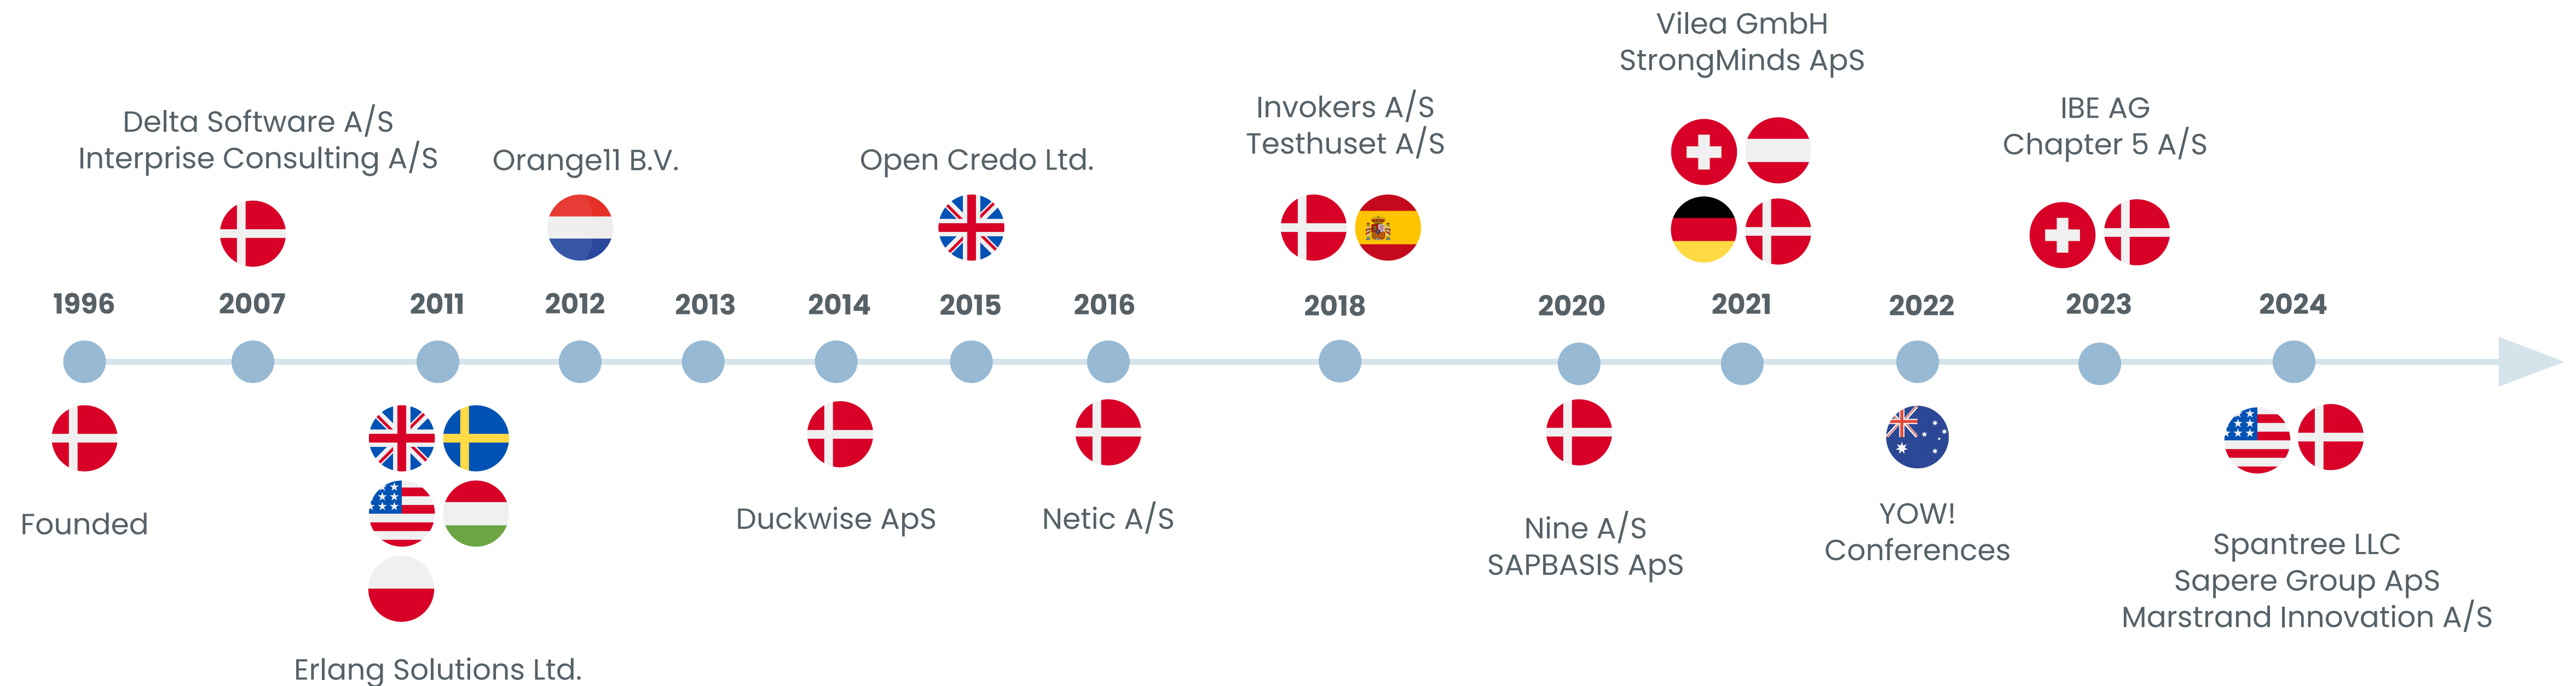 Vilea GmbH
StrongMinds ApS
Delta Software A/S
Interprise Consulting A/S
Orange11 B.V.
Open Credo Ltd.
Invokers A/S
Testhuset A/S
IBE AG
Chapter 5 A/S
1996
2007
2011
2012
2013
2014
2015
2016
2018
2020
2021
2022
2023
2024
Founded
Erlang Solutions Ltd.
Duckwise ApS
Netic A/S
Nine A/S
SAPBASIS ApS
YOW!
Conferences
Spantree LLC
Sapere Group ApS
Marstrand Innovation A/S